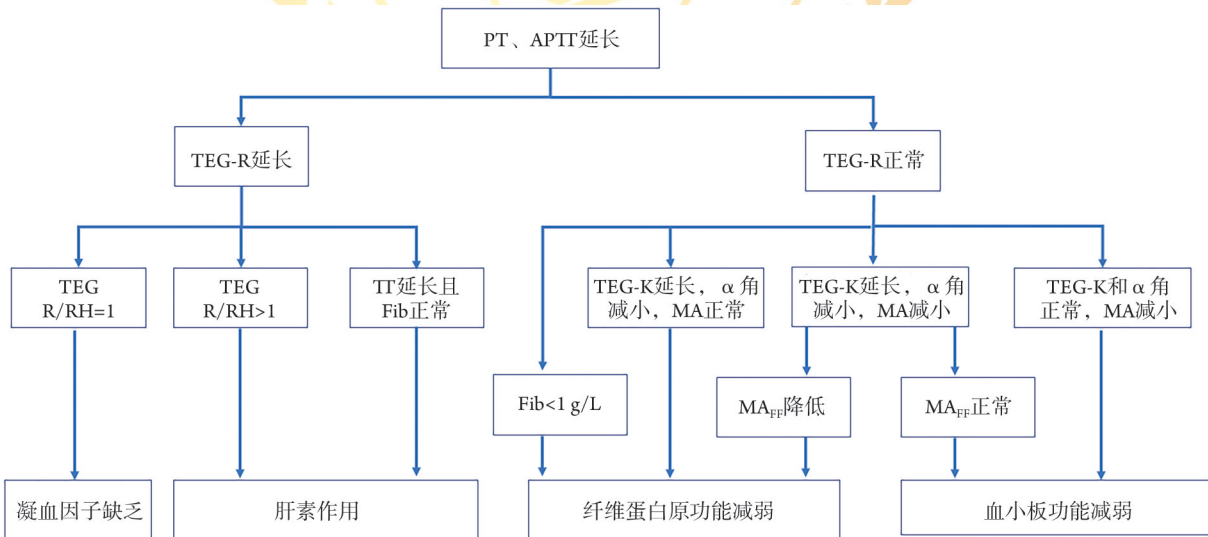 PT、APTT延长
TEG-R延长
TEG-R正常
TEG
R/RH=1
TEG
R/RH>1
TT延长且
Fib正常
TEG-K延长，α角
减小，MA正常
TEG-K延长，α角
减小，MA减小
TEG-K和α角
正常，MA减小
Fib<1 g/L
MAFF降低
MAFF正常
凝血因子缺乏
肝素作用
纤维蛋白原功能减弱
血小板功能减弱